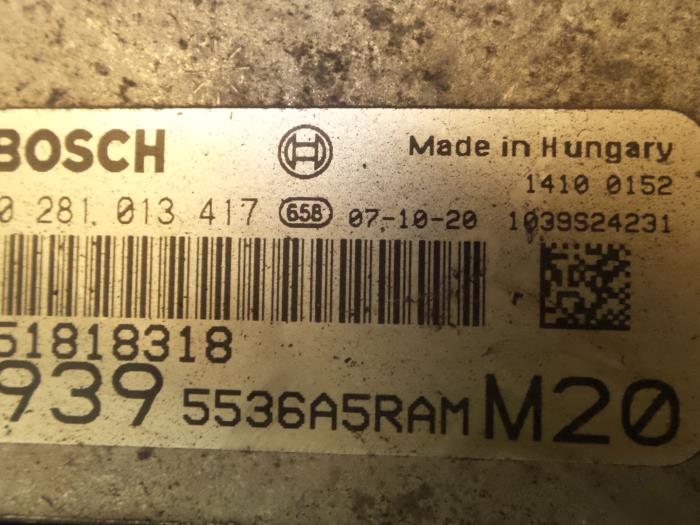 BOSCH
Made in Hungary
1410 0152
0 281 013 417 658 07-10-20 1039S24231
51818318
939 5536A5RAM M20